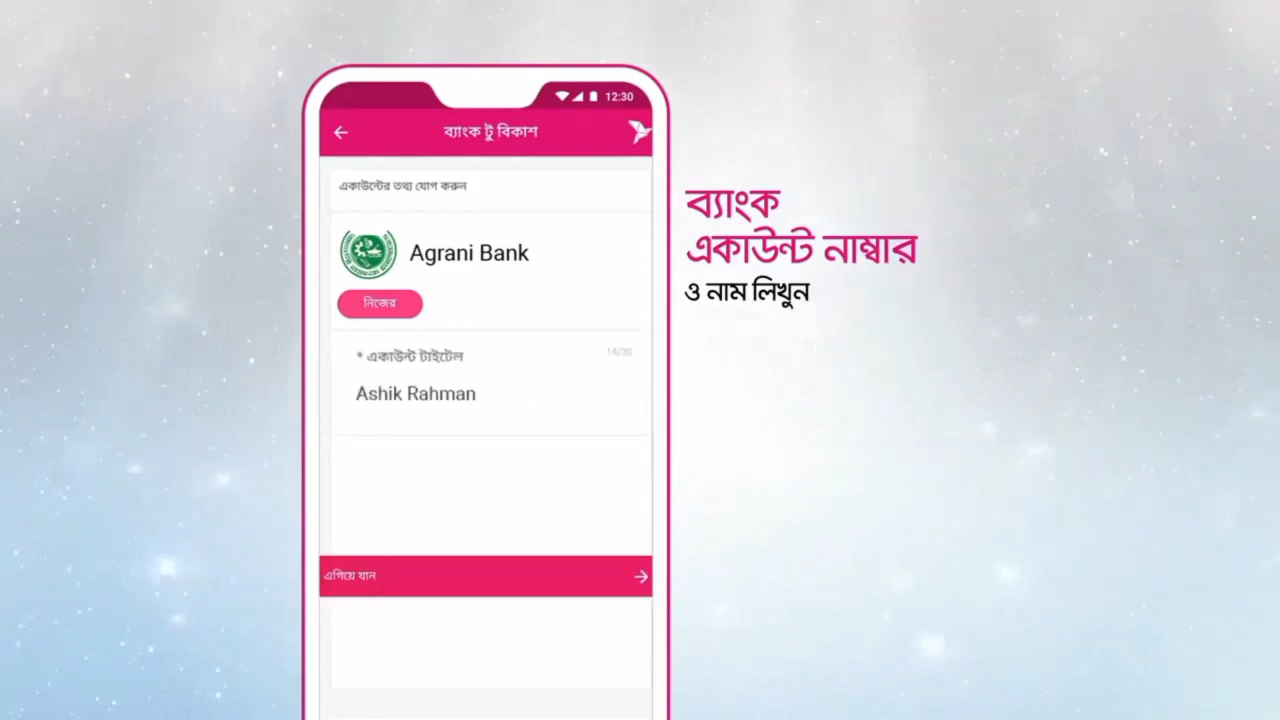 12:30
ব্যাংক টু বিকাশ
একাউন্টের তথ্য যোগ করুন
Agrani Bank
নিজের
* একাউন্ট টাইটেল 14/30
Ashik Rahman
এগিয়ে যান
ব্যাংক
একাউন্ট নাম্বার
ও নাম লিখুন